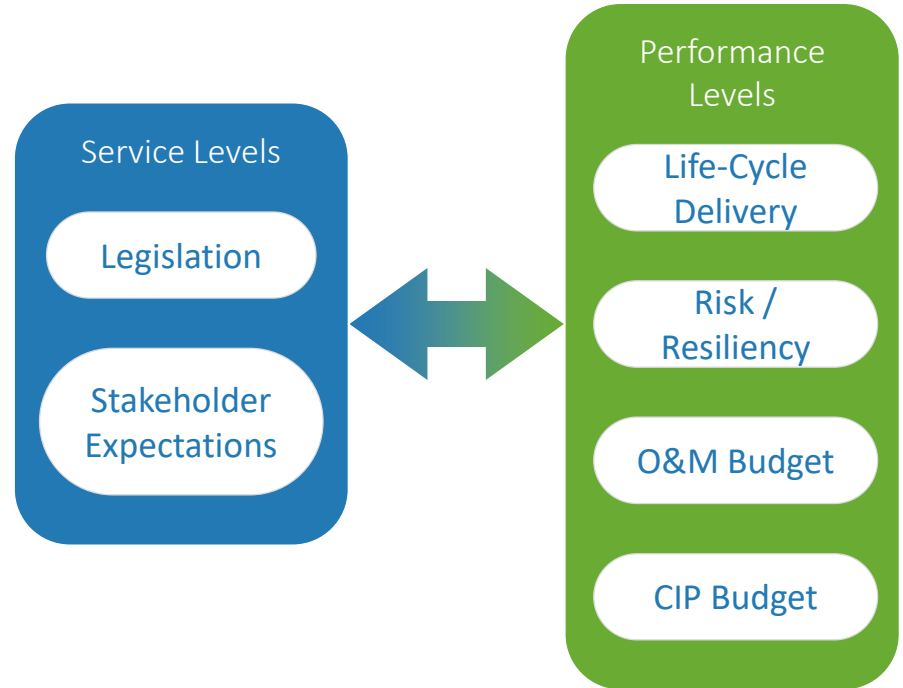 Service Levels
Legislation
Stakeholder
Expectations
Performance
Levels
Life-Cycle
Delivery
Risk /
Resiliency
O&M Budget
CIP Budget